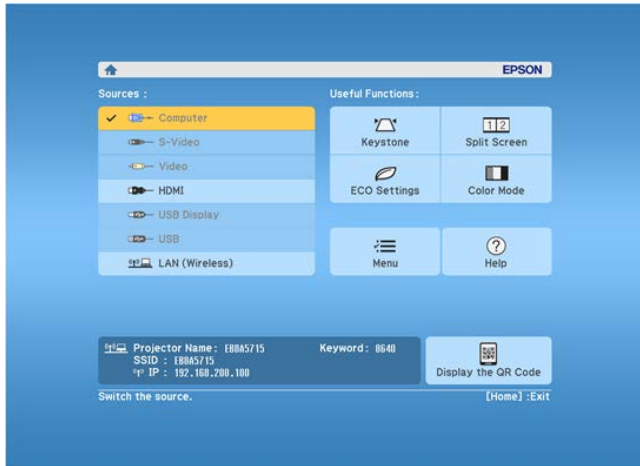 EPSON
Sources :
Computer
S-Video
Video
HDMI
USB Display
USB
LAN (Wireless)
Useful Functions :
Keystone
1 2
Split Screen
ECO Settings
Color Mode
Menu
?
Help
Projector Name : EB8A5715
Keyword : 8640
SSID : EB8A5715
IP : 192.168.200.100
Display the QR Code
Switch the source.
[Home] :Exit